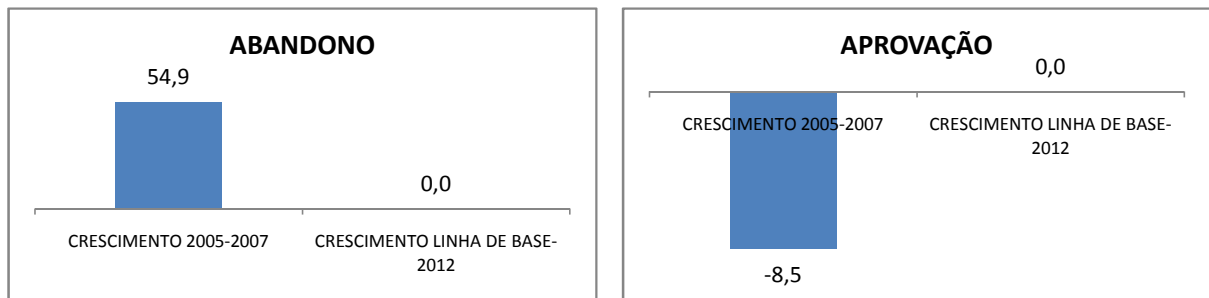 ABANDONO
54,9
0,0
CRESCIMENTO 2005-2007
CRESCIMENTO LINHA DE BASE-
2012
APROVAÇÃO
0,0
CRESCIMENTO 2005-2007
CRESCIMENTO LINHA DE BASE-
2012
-8,5